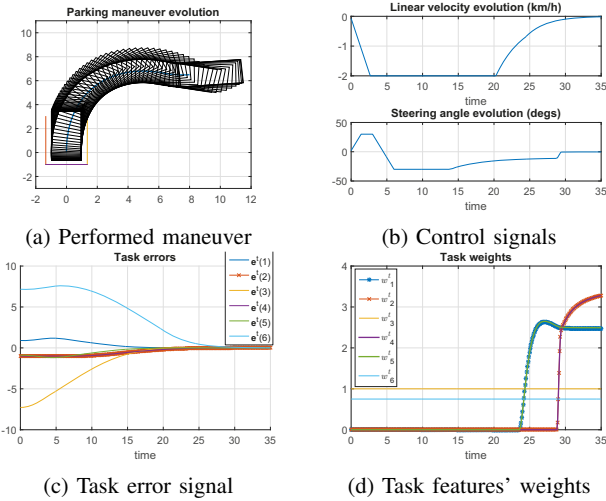 Parking maneuver evolution
10
8
6
4
2
0
-2
-2 0 2 4 6 8 10 12
(a) Performed maneuver
Linear velocity evolution (km/h)
0
-1
-2
0 5 10 15 20 25 30 35
time
Steering angle evolution (degs)
50
0
-50
0 5 10 15 20 25 30 35
time
(b) Control signals
Task errors
10
5
0
-5
-10
0 5 10 15 20 25 30 35
time
e^t(1)
e^t(2)
e^t(3)
e^t(4)
e^t(5)
e^t(6)
(c) Task error signal
Task weights
4
3
2
1
0
0 5 10 15 20 25 30 35
time
w^t_1
w^t_2
w^t_3
w^t_4
w^t_5
w^t_6
(d) Task features' weights